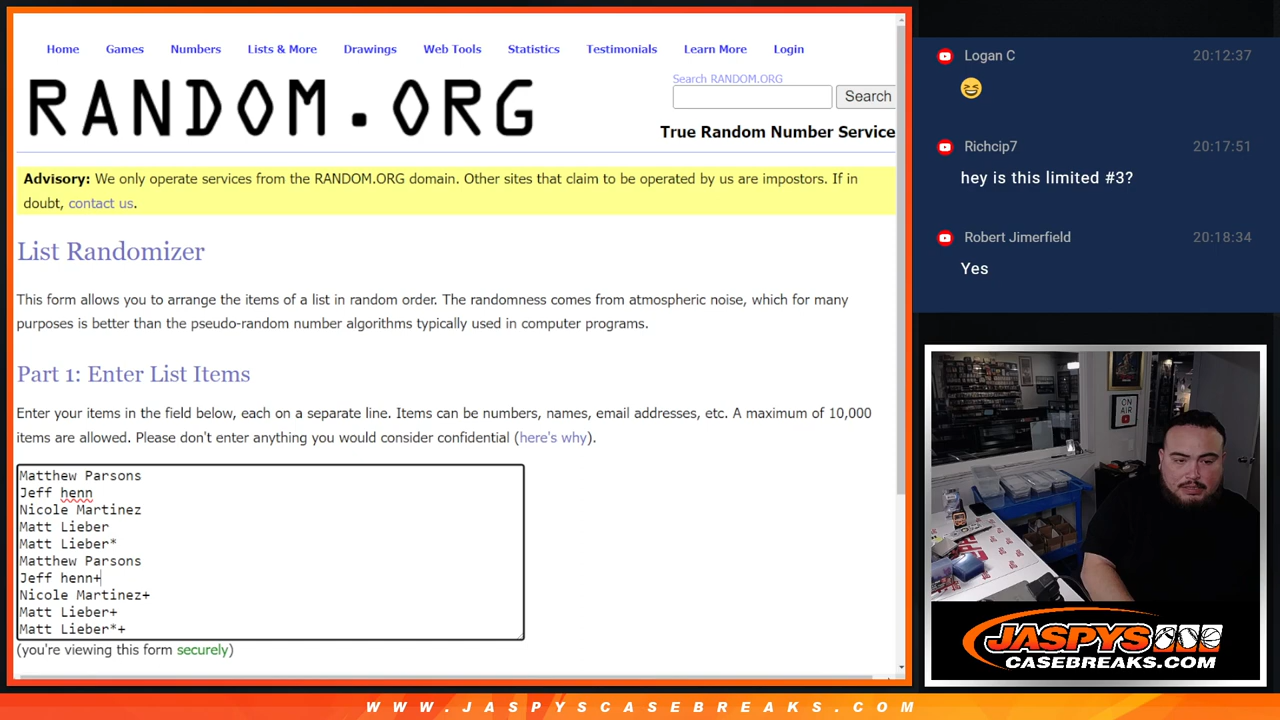 Home Games Numbers Lists & More Drawings Web Tools Statistics Testimonials Learn More Login
RANDOM.ORG
Search RANDOM.ORG
Search
True Random Number Service
Advisory: We only operate services from the RANDOM.ORG domain. Other sites that claim to be operated by us are impostors. If in
doubt, contact us.
List Randomizer
This form allows you to arrange the items of a list in random order. The randomness comes from atmospheric noise, which for many
purposes is better than the pseudo-random number algorithms typically used in computer programs.
Part 1: Enter List Items
Enter your items in the field below, each on a separate line. Items can be numbers, names, email addresses, etc. A maximum of 10,000
items are allowed. Please don't enter anything you would consider confidential (here's why).
Matthew Parsons
Jeff henn
Nicole Martinez
Matt Lieber
Matt Lieber*
Matthew Parsons
Jeff henn+
Nicole Martinez+
Matt Lieber+
Matt Lieber*+
(you're viewing this form securely)
Logan C 20:12:37
Richcip7 20:17:51
hey is this limited #3?
Robert Jimerfield 20:18:34
Yes
ON
AIR
JASPYS
CASEBREAKS.COM
WWW.JASPYSCASEBREAKS.COM